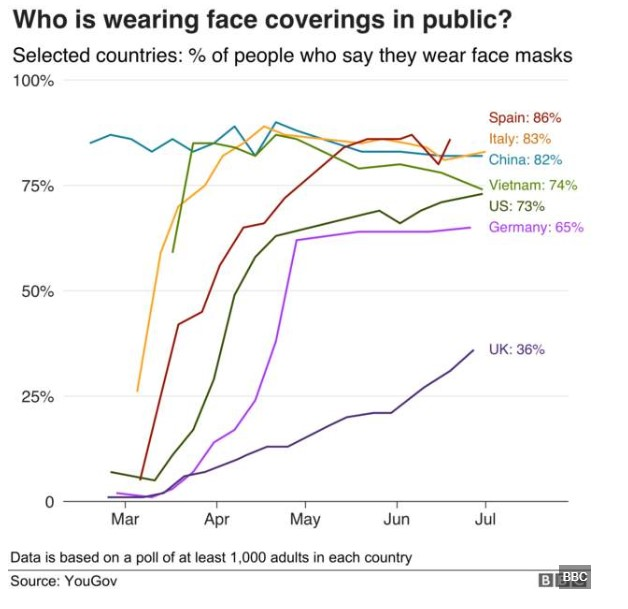 Who is wearing face coverings in public?
Selected countries: % of people who say they wear face masks
100%
75%
50%
25%
0
Spain: 86%
Italy: 83%
China: 82%
Vietnam: 74%
US: 73%
Germany: 65%
UK: 36%
Mar Apr May Jun Jul
Data is based on a poll of at least 1,000 adults in each country
Source: YouGov
BBC